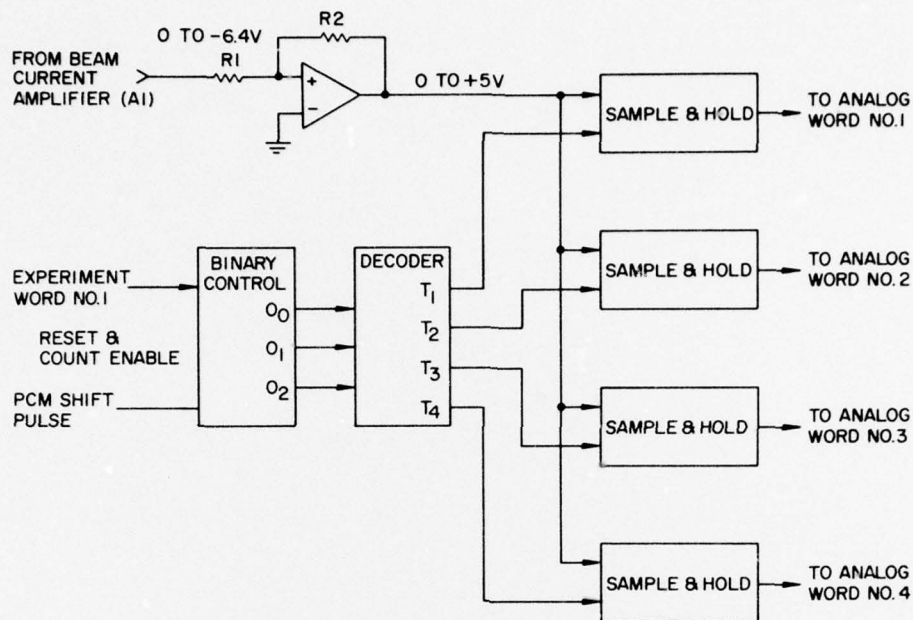 R2
0 TO -6.4V
R1
FROM BEAM
CURRENT
AMPLIFIER (A1)
+
-
0 TO +5V
SAMPLE & HOLD
TO ANALOG
WORD NO.1
EXPERIMENT
WORD NO.1
RESET &
COUNT ENABLE
PCM SHIFT
PULSE
BINARY
CONTROL
O0
O1
O2
DECODER
T1
T2
T3
T4
SAMPLE & HOLD
TO ANALOG
WORD NO.2
SAMPLE & HOLD
TO ANALOG
WORD NO.3
SAMPLE & HOLD
TO ANALOG
WORD NO.4